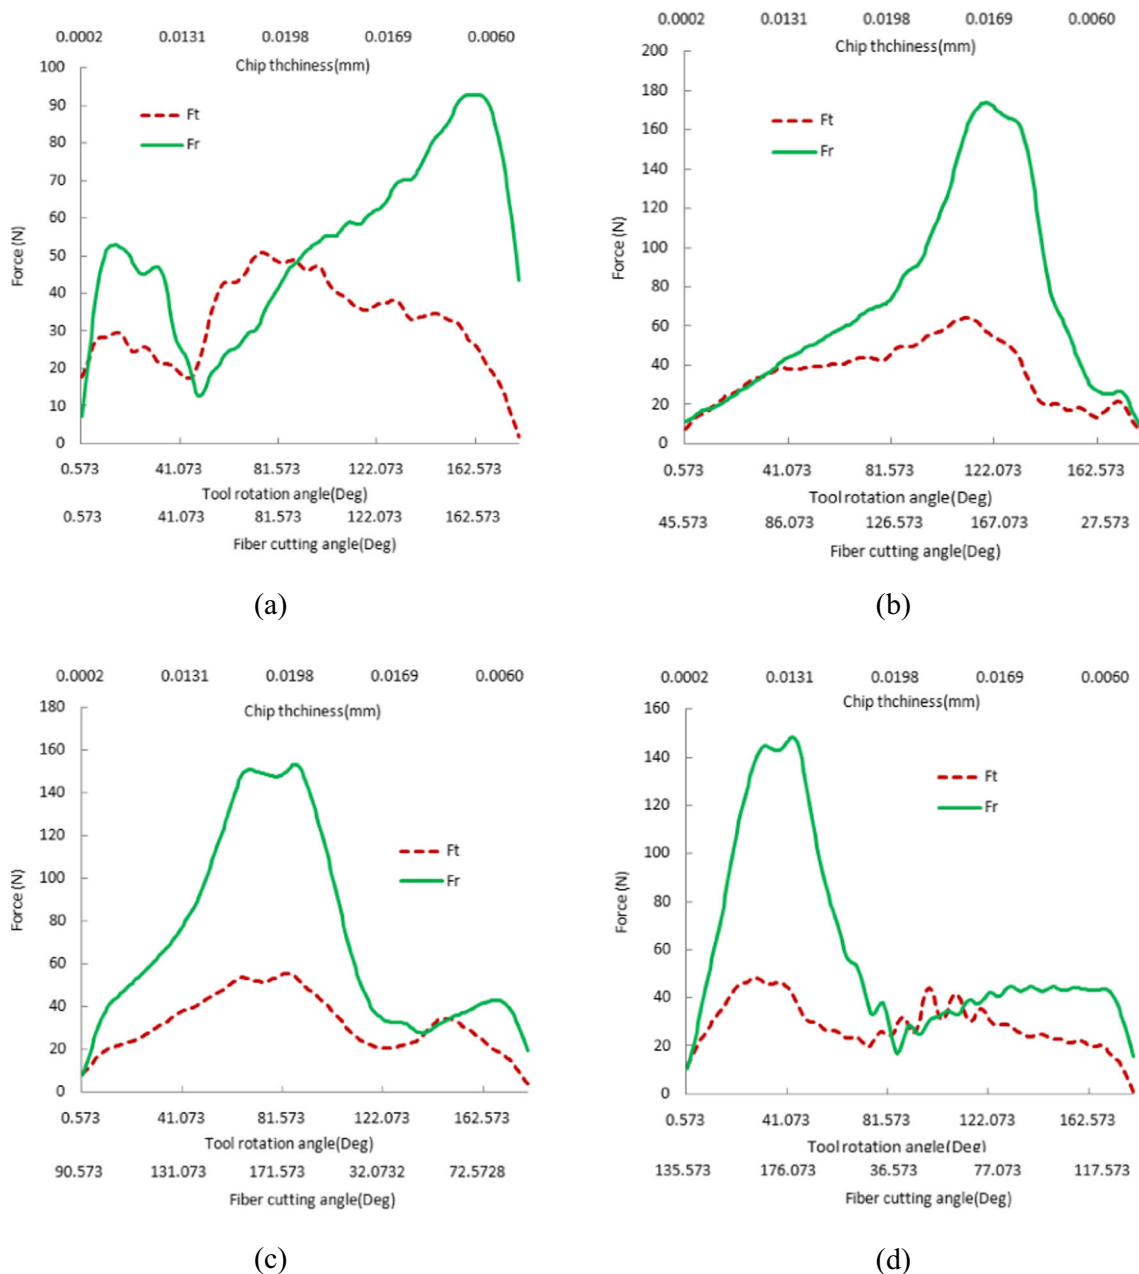 0.0002 0.0131 0.0198 0.0169 0.0060
Chip thchiness(mm)
100
90
80
70
60
50
40
30
20
10
0
Force (N)
Ft
Fr
0.573 41.073 81.573 122.073 162.573
Tool rotation angle(Deg)
0.573 41.073 81.573 122.073 162.573
Fiber cutting angle(Deg)
(a)
0.0002 0.0131 0.0198 0.0169 0.0060
Chip thchiness(mm)
200
180
160
140
120
100
80
60
40
20
0
Force (N)
Ft
Fr
0.573 41.073 81.573 122.073 162.573
Tool rotation angle(Deg)
45.573 86.073 126.573 167.073 27.573
Fiber cutting angle(Deg)
(b)
0.0002 0.0131 0.0198 0.0169 0.0060
Chip thchiness(mm)
180
160
140
120
100
80
60
40
20
0
Force (N)
Ft
Fr
0.573 41.073 81.573 122.073 162.573
Tool rotation angle(Deg)
90.573 131.073 171.573 32.0732 72.5728
Fiber cutting angle(Deg)
(c)
0.0002 0.0131 0.0198 0.0169 0.0060
Chip thchiness(mm)
160
140
120
100
80
60
40
20
0
Force (N)
Ft
Fr
0.573 41.073 81.573 122.073 162.573
Tool rotation angle(Deg)
135.573 176.073 36.573 77.073 117.573
Fiber cutting angle(Deg)
(d)